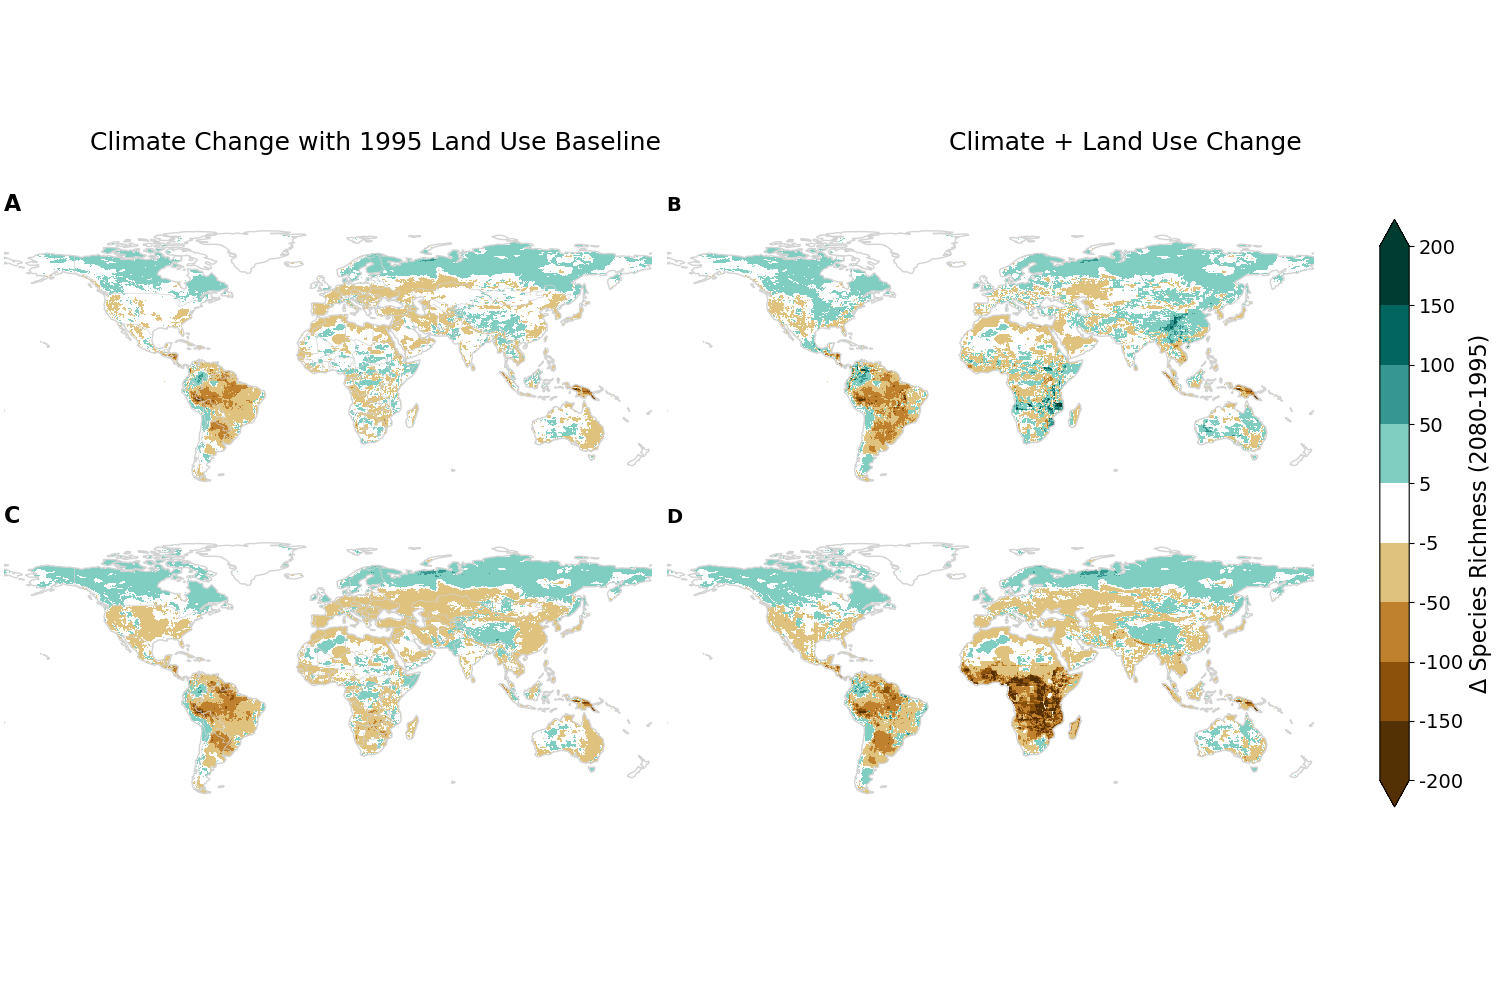 Climate Change with 1995 Land Use Baseline
Climate + Land Use Change
A
B
C
D
200
150
100
50
5
-5
-50
-100
-150
-200
Δ Species Richness (2080-1995)